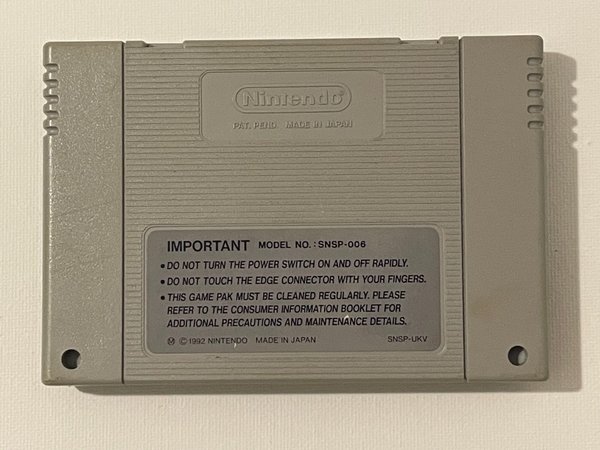 Nintendo®
PAT. PEND. MADE IN JAPAN
IMPORTANT MODEL NO.: SNSP-006
• DO NOT TURN THE POWER SWITCH ON AND OFF RAPIDLY.
• DO NOT TOUCH THE EDGE CONNECTOR WITH YOUR FINGERS.
• THIS GAME PAK MUST BE CLEANED REGULARLY. PLEASE
REFER TO THE CONSUMER INFORMATION BOOKLET FOR
ADDITIONAL PRECAUTIONS AND MAINTENANCE DETAILS.
Ⓜ ©1992 NINTENDO MADE IN JAPAN SNSP-UKV